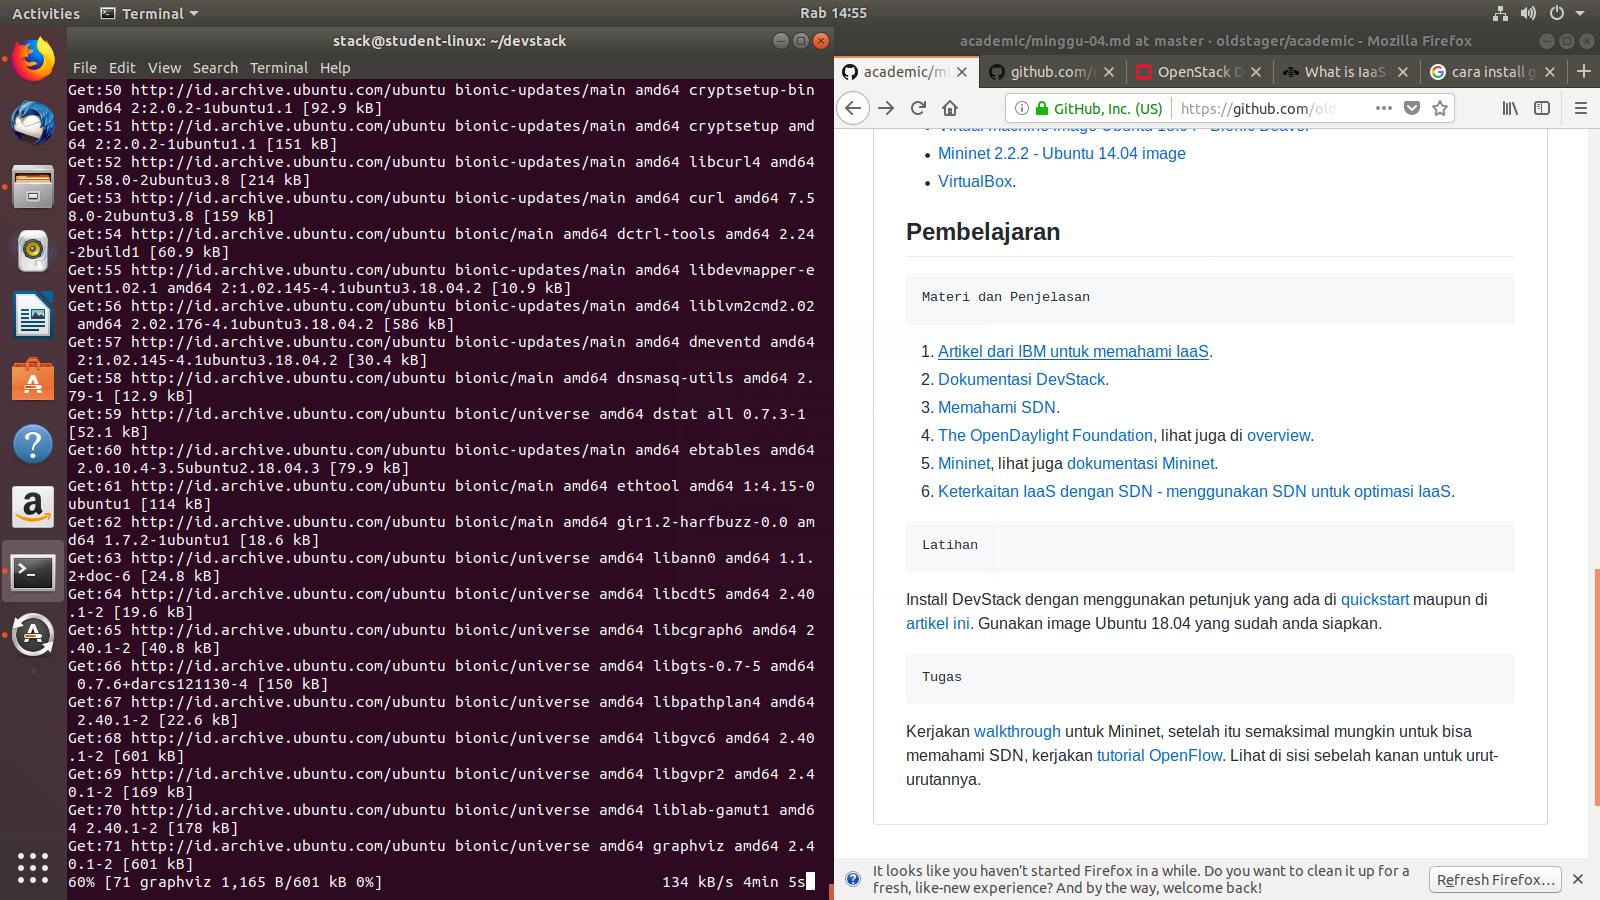 Activities
Terminal
Rab 14:55
stack@student-linux: ~/devstack
File Edit View Search Terminal Help
Get:50 http://id.archive.ubuntu.com/ubuntu bionic-updates/main amd64 cryptsetup-bin
amd64 2:2.0.2-1ubuntu1.1 [92.9 kB]
Get:51 http://id.archive.ubuntu.com/ubuntu bionic-updates/main amd64 cryptsetup amd
64 2:2.0.2-1ubuntu1.1 [151 kB]
Get:52 http://id.archive.ubuntu.com/ubuntu bionic-updates/main amd64 libcurl4 amd64
7.58.0-2ubuntu3.8 [214 kB]
Get:53 http://id.archive.ubuntu.com/ubuntu bionic-updates/main amd64 curl amd64 7.5
8.0-2ubuntu3.8 [159 kB]
Get:54 http://id.archive.ubuntu.com/ubuntu bionic/main amd64 dctrl-tools amd64 2.24
-2build1 [60.9 kB]
Get:55 http://id.archive.ubuntu.com/ubuntu bionic-updates/main amd64 libdevmapper-e
vent1.02.1 amd64 2:1.02.145-4.1ubuntu3.18.04.2 [10.9 kB]
Get:56 http://id.archive.ubuntu.com/ubuntu bionic-updates/main amd64 liblvm2cmd2.02
amd64 2.02.176-4.1ubuntu3.18.04.2 [586 kB]
Get:57 http://id.archive.ubuntu.com/ubuntu bionic-updates/main amd64 dmeventd amd64
2:1.02.145-4.1ubuntu3.18.04.2 [30.4 kB]
Get:58 http://id.archive.ubuntu.com/ubuntu bionic/main amd64 dnsmasq-utils amd64 2.
79-1 [12.9 kB]
Get:59 http://id.archive.ubuntu.com/ubuntu bionic/universe amd64 dstat all 0.7.3-1
[52.1 kB]
Get:60 http://id.archive.ubuntu.com/ubuntu bionic-updates/main amd64 ebtables amd64
2.0.10.4-3.5ubuntu2.18.04.3 [79.9 kB]
Get:61 http://id.archive.ubuntu.com/ubuntu bionic/main amd64 ethtool amd64 1:4.15-0
ubuntu1 [114 kB]
Get:62 http://id.archive.ubuntu.com/ubuntu bionic/main amd64 gir1.2-harfbuzz-0.0 am
d64 1.7.2-1ubuntu1 [18.6 kB]
Get:63 http://id.archive.ubuntu.com/ubuntu bionic/universe amd64 libann0 amd64 1.1.
2+doc-6 [24.8 kB]
Get:64 http://id.archive.ubuntu.com/ubuntu bionic/universe amd64 libcdt5 amd64 2.40
.1-2 [19.6 kB]
Get:65 http://id.archive.ubuntu.com/ubuntu bionic/universe amd64 libcgraph6 amd64 2
.40.1-2 [40.8 kB]
Get:66 http://id.archive.ubuntu.com/ubuntu bionic/universe amd64 libgts-0.7-5 amd64
0.7.6+darcs121130-4 [150 kB]
Get:67 http://id.archive.ubuntu.com/ubuntu bionic/universe amd64 libpathplan4 amd64
2.40.1-2 [22.6 kB]
Get:68 http://id.archive.ubuntu.com/ubuntu bionic/universe amd64 libgvc6 amd64 2.40
.1-2 [601 kB]
Get:69 http://id.archive.ubuntu.com/ubuntu bionic/universe amd64 libgvpr2 amd64 2.4
0.1-2 [169 kB]
Get:70 http://id.archive.ubuntu.com/ubuntu bionic/universe amd64 liblab-gamut1 amd6
4 2.40.1-2 [178 kB]
Get:71 http://id.archive.ubuntu.com/ubuntu bionic/universe amd64 graphviz amd64 2.4
0.1-2 [601 kB]
60% [71 graphviz 1,165 B/601 kB 0%] 134 kB/s 4min 5s
academic/minggu-04.md at master · oldstager/academic - Mozilla Firefox
academic/mi
github.com/
OpenStack D
What is IaaS
cara install g
GitHub, Inc. (US)
https://github.com/old
Virtual machine image Ubuntu 18.04 - Bionic Beaver
• Mininet 2.2.2 - Ubuntu 14.04 image
• VirtualBox.
Pembelajaran
Materi dan Penjelasan
1. Artikel dari IBM untuk memahami IaaS.
2. Dokumentasi DevStack.
3. Memahami SDN.
4. The OpenDaylight Foundation, lihat juga di overview.
5. Mininet, lihat juga dokumentasi Mininet.
6. Keterkaitan IaaS dengan SDN - menggunakan SDN untuk optimasi IaaS.
Latihan
Install DevStack dengan menggunakan petunjuk yang ada di quickstart maupun di
artikel ini. Gunakan image Ubuntu 18.04 yang sudah anda siapkan.
Tugas
Kerjakan walkthrough untuk Mininet, setelah itu semaksimal mungkin untuk bisa
memahami SDN, kerjakan tutorial OpenFlow. Lihat di sisi sebelah kanan untuk urut-
urutannya.
It looks like you haven't started Firefox in a while. Do you want to clean it up for a
fresh, like-new experience? And by the way, welcome back!
Refresh Firefox…